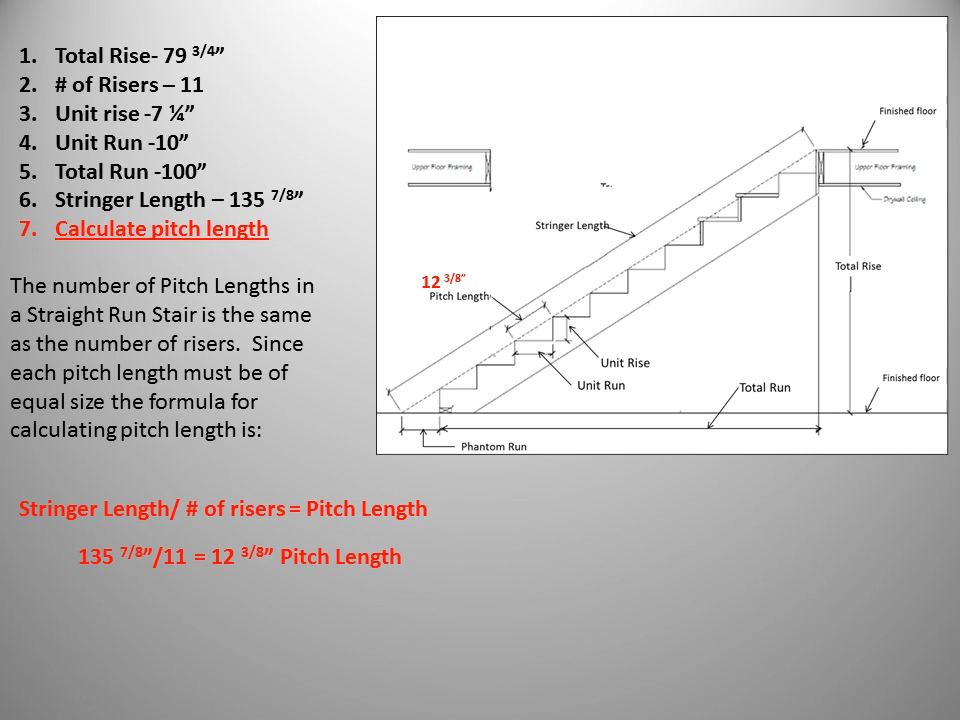 1. Total Rise- 79 3/4”
2. # of Risers – 11
3. Unit rise -7 ¼”
4. Unit Run -10”
5. Total Run -100”
6. Stringer Length – 135 7/8”
7. Calculate pitch length
The number of Pitch Lengths in
a Straight Run Stair is the same
as the number of risers. Since
each pitch length must be of
equal size the formula for
calculating pitch length is:
Stringer Length/ # of risers = Pitch Length
135 7/8”/11 = 12 3/8” Pitch Length
Finished floor
Upper Floor Framing
Upper Floor Framing
Drywall Ceiling
Stringer Length
Total Rise
12 3/8”
Pitch Length
Unit Rise
Unit Run
Total Run
Finished floor
Phantom Run